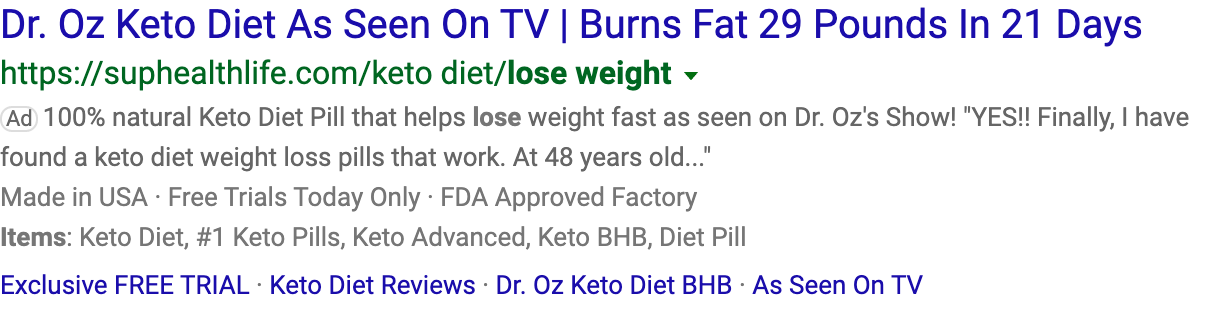 Dr. Oz Keto Diet As Seen On TV | Burns Fat 29 Pounds In 21 Days
https://suphealthlife.com/keto diet/lose weight
Ad 100% natural Keto Diet Pill that helps lose weight fast as seen on Dr. Oz's Show! "YES!! Finally, I have
found a keto diet weight loss pills that work. At 48 years old..."
Made in USA · Free Trials Today Only · FDA Approved Factory
Items: Keto Diet, #1 Keto Pills, Keto Advanced, Keto BHB, Diet Pill
Exclusive FREE TRIAL · Keto Diet Reviews · Dr. Oz Keto Diet BHB · As Seen On TV